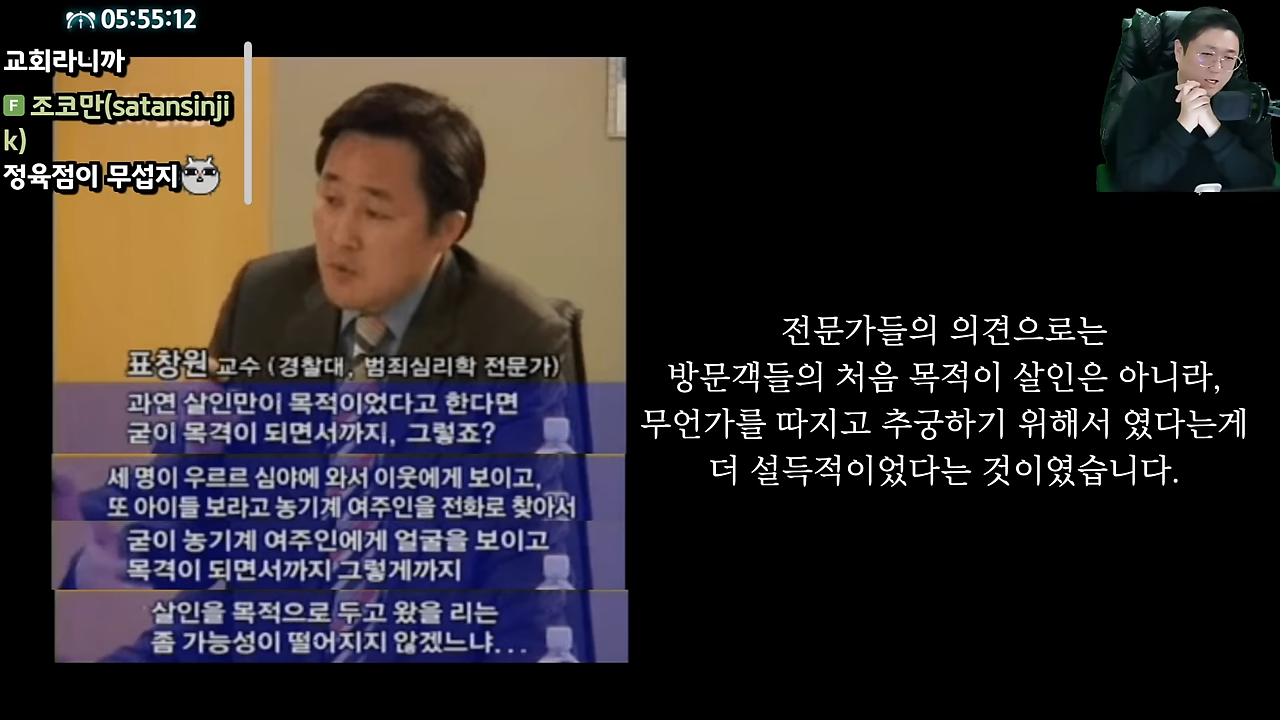 05:55:12
교회라니까
F 조코만(satansinji
k)
정육점이 무섭지
표창원 교수 (경찰대, 범죄심리학 전문가)
과연 살인만이 목적이었다고 한다면
굳이 목격이 되면서까지, 그렇죠?
세 명이 우르르 심야에 와서 이웃에게 보이고,
또 아이들 보라고 농기계 여주인을 전화로 찾아서
굳이 농기계 여주인에게 얼굴을 보이고
목격이 되면서까지 그렇게까지
살인을 목적으로 두고 왔을 리는
좀 가능성이 떨어지지 않겠느냐...
전문가들의 의견으로는
방문객들의 처음 목적이 살인은 아니라,
무언가를 따지고 추궁하기 위해서 였다는게
더 설득적이었다는 것이였습니다.